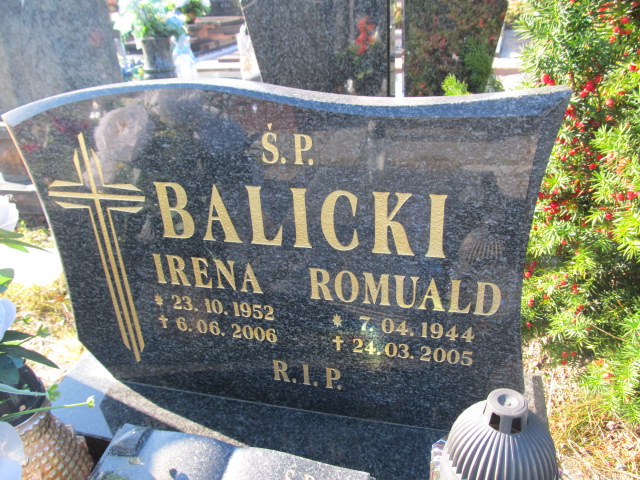 Ś.P.
BALICKI
IRENA ROMUALD
* 23.10.1952 * 7.04.1944
† 6.06.2006 † 24.03.2005
R.I.P.